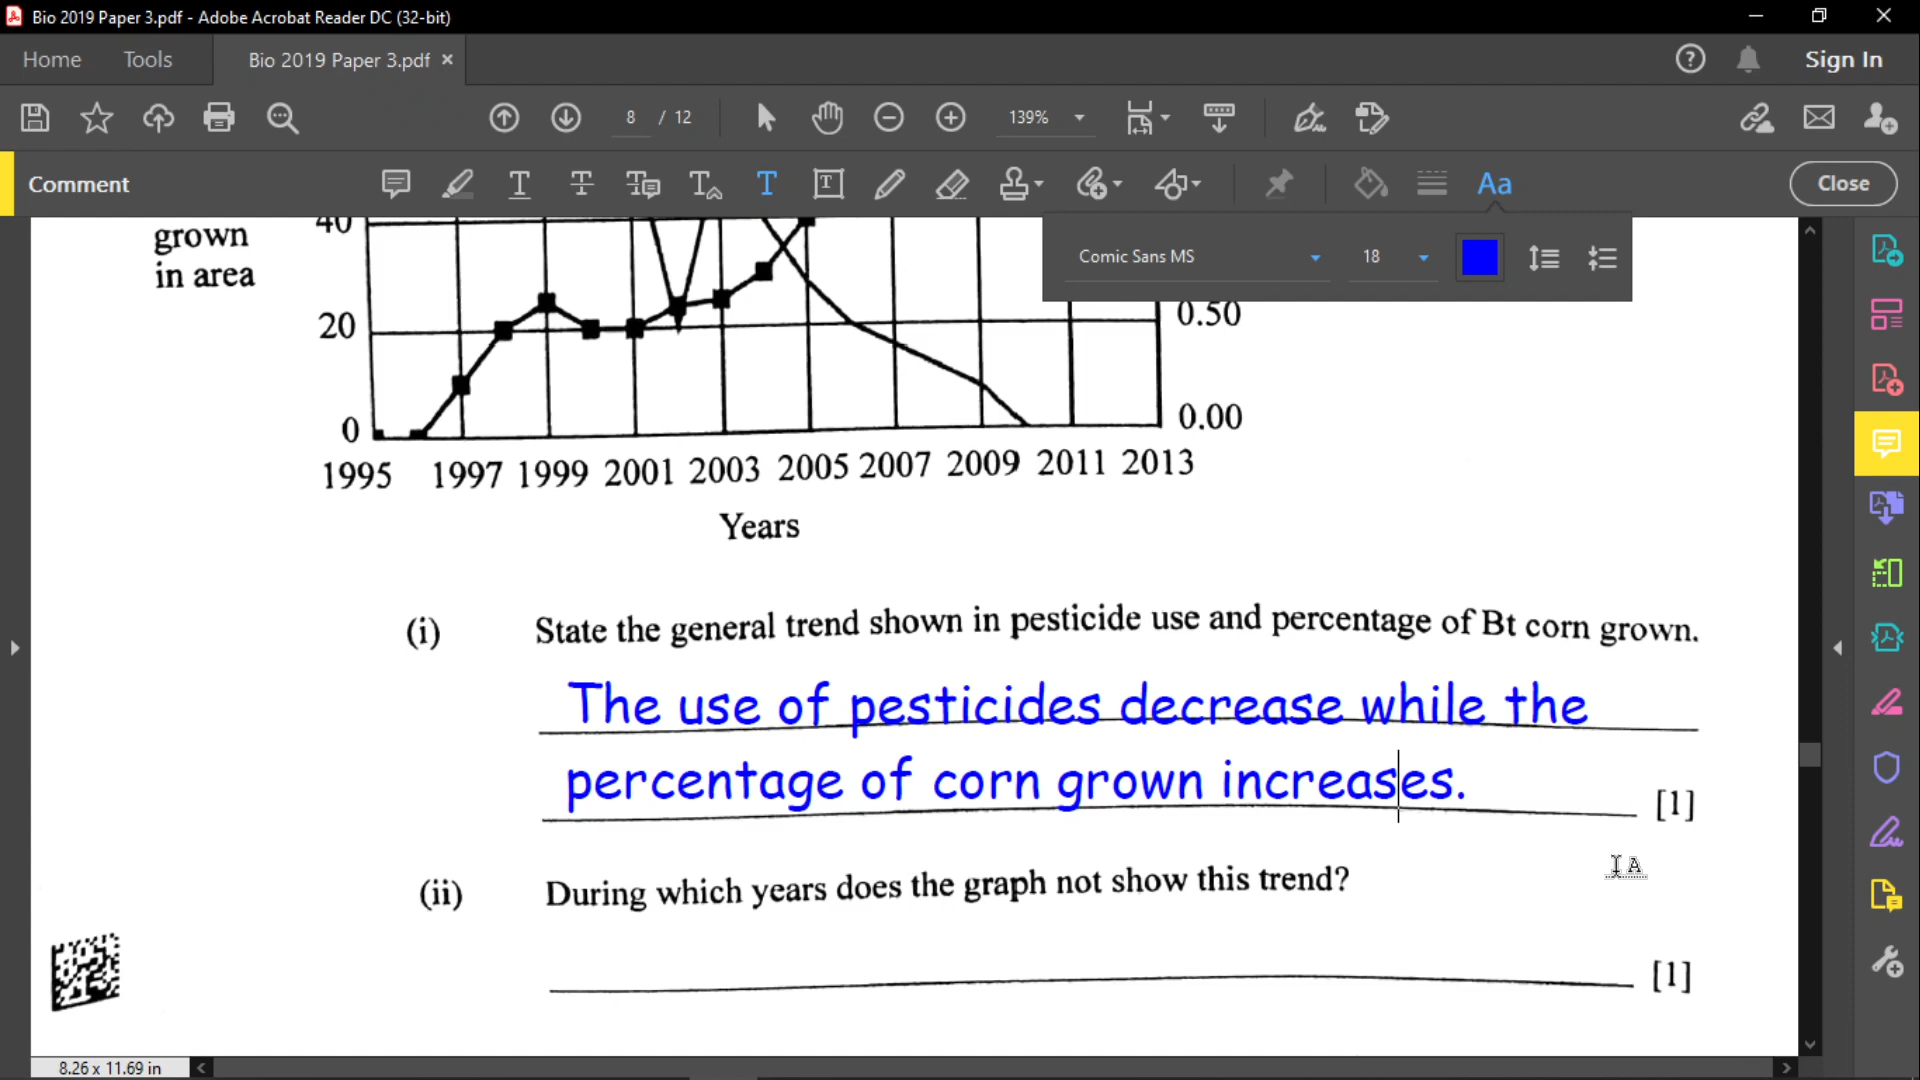 Bio 2019 Paper 3.pdf - Adobe Acrobat Reader DC (32-bit)
Home Tools Bio 2019 Paper 3.pdf × Sign In
8 / 12 139%
Comment Close
Comic Sans MS 18
40
grown
in area
20 0.50
0 0.00
1995 1997 1999 2001 2003 2005 2007 2009 2011 2013
Years
(i) State the general trend shown in pesticide use and percentage of Bt corn grown.
The use of pesticides decrease while the
percentage of corn grown increases. [1]
(ii) During which years does the graph not show this trend?
[1]
8.26 x 11.69 in